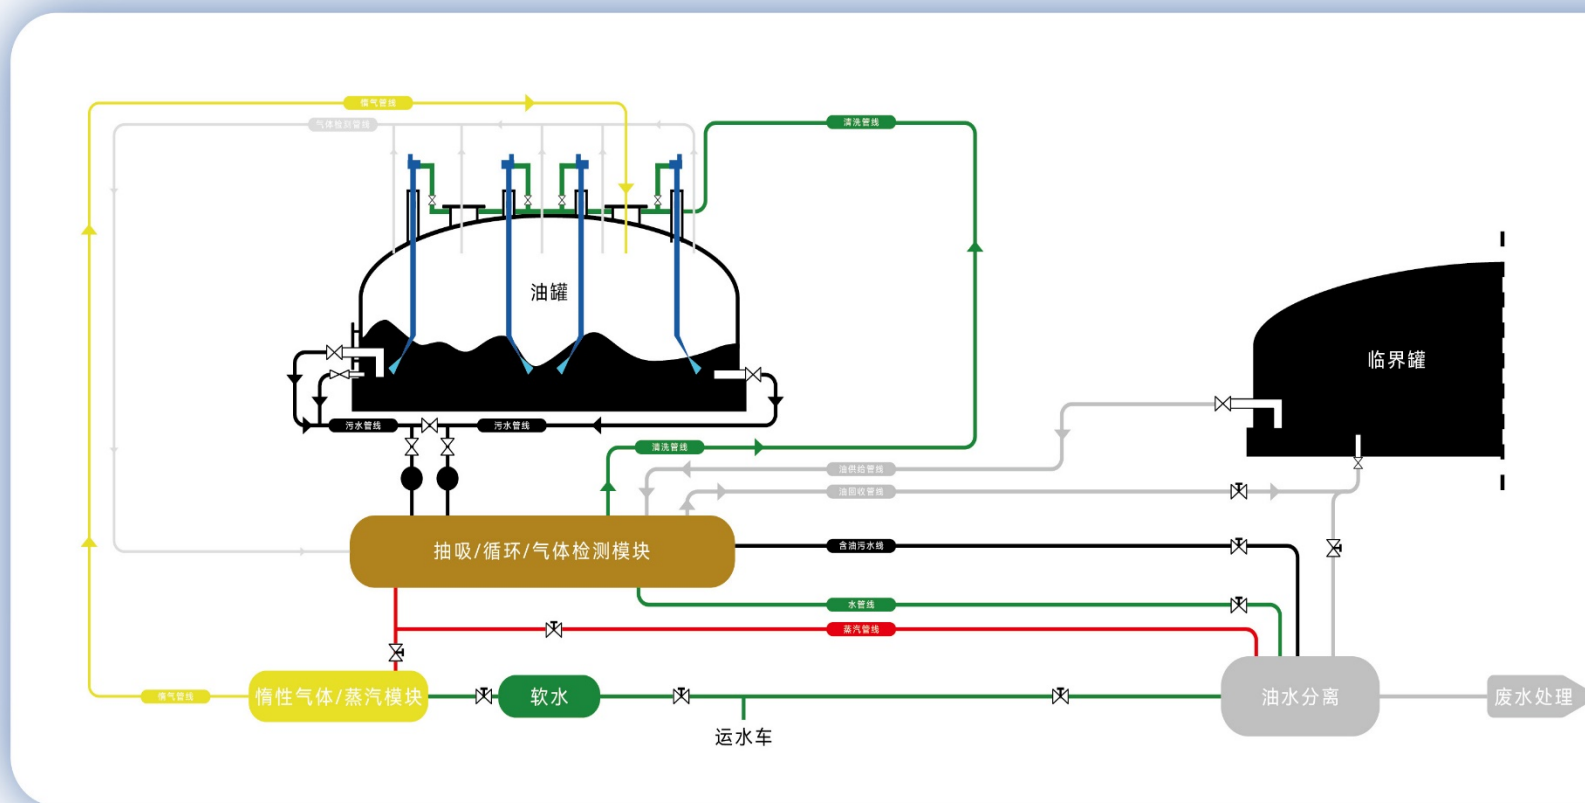 惰气管线
气体检测管线
清洗管线
油罐
临界罐
污水管线
污水管线
清洗管线
油供给管线
油回收管线
抽吸/循环/气体检测模块
含油污水线
水管线
蒸汽管线
惰气管线
惰性气体/蒸汽模块
软水
油水分离
废水处理
运水车